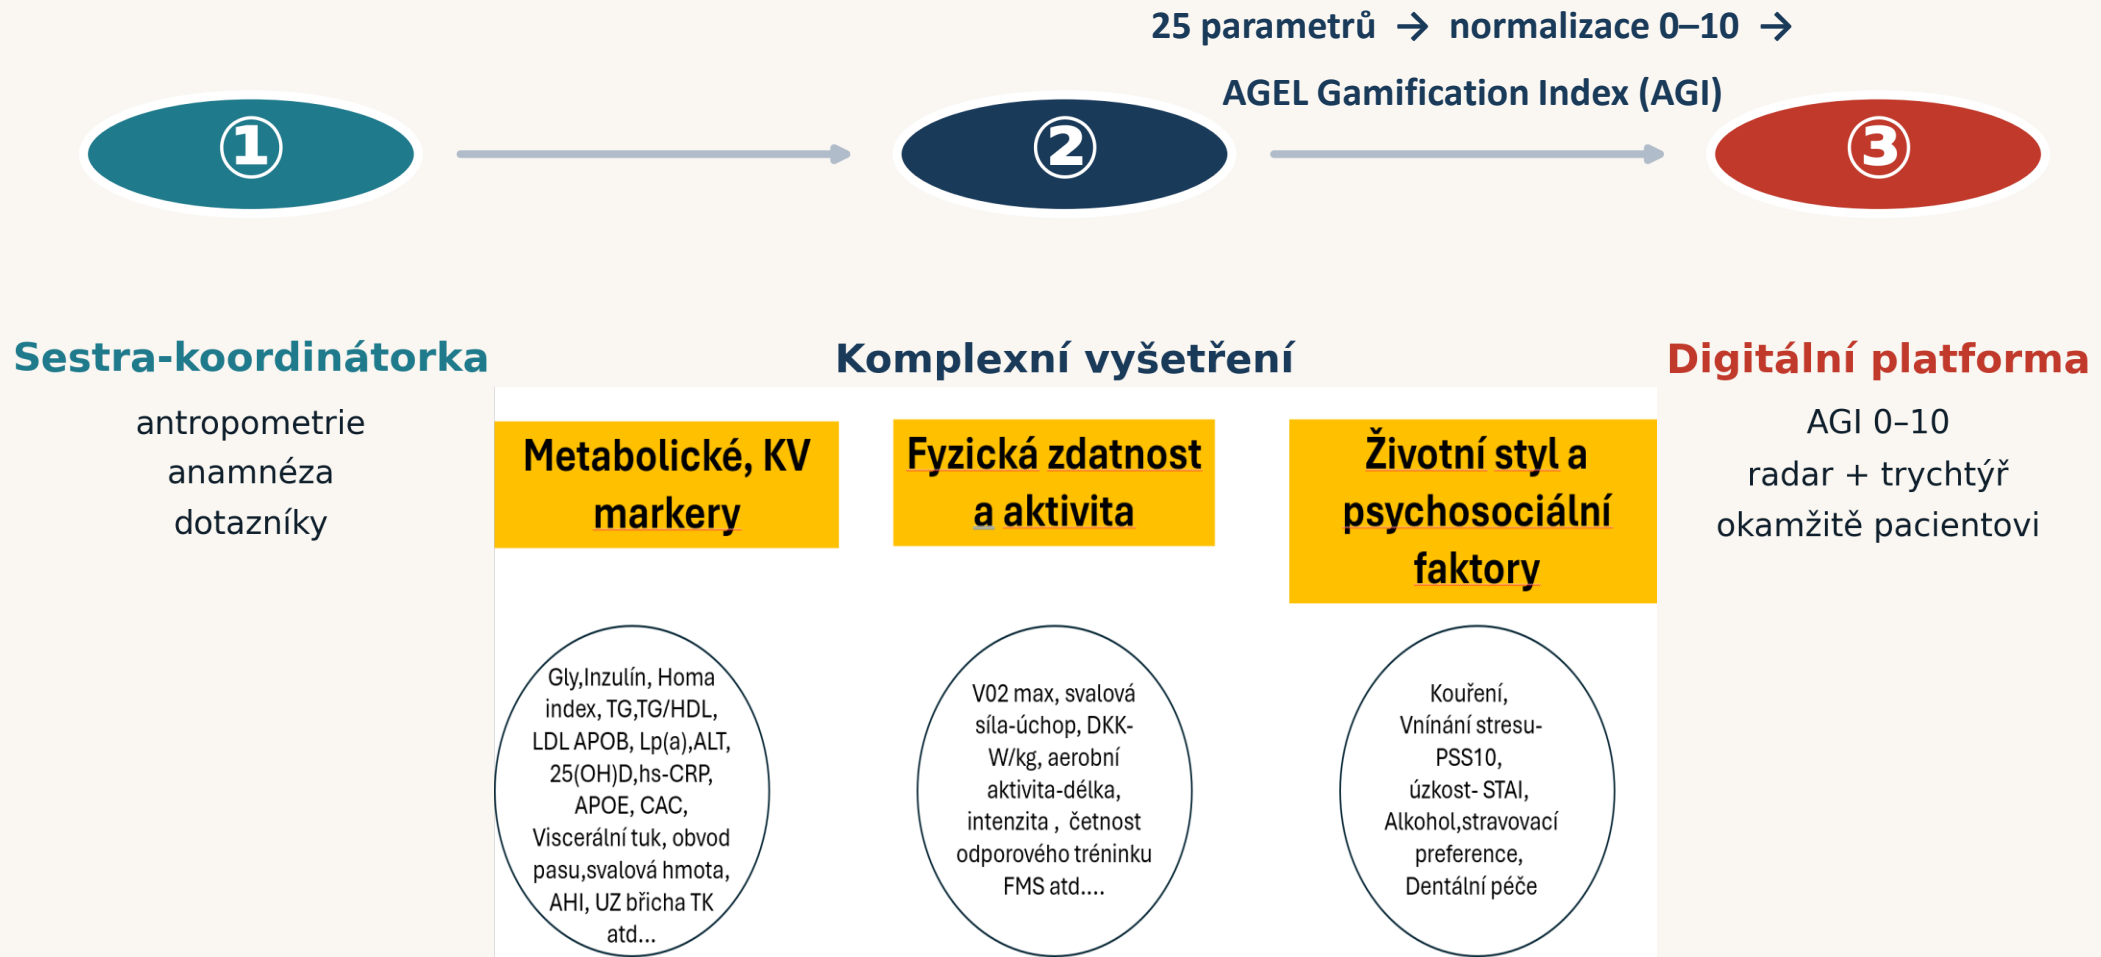 25 parametrů → normalizace 0–10 →
AGEL Gamification Index (AGI)
①
②
③
Sestra-koordinátorka
antropometrie
anamnéza
dotazníky
Komplexní vyšetření
Metabolické, KV
markery
Gly,Inzulín, Homa
index, TG,TG/HDL,
LDL APOB, Lp(a),ALT,
25(OH)D,hs-CRP,
APOE, CAC,
Viscerální tuk, obvod
pasu,svalová hmota,
AHI, UZ břicha TK
atd...
Fyzická zdatnost
a aktivita
V02 max, svalová
síla-úchop, DKK-
W/kg, aerobní
aktivita-délka,
intenzita , četnost
odporového tréninku
FMS atd....
Životní styl a
psychosociální
faktory
Kouření,
Vnínání stresu-
PSS10,
úzkost- STAI,
Alkohol,stravovací
preference,
Dentální péče
Digitální platforma
AGI 0–10
radar + trychtýř
okamžitě pacientovi